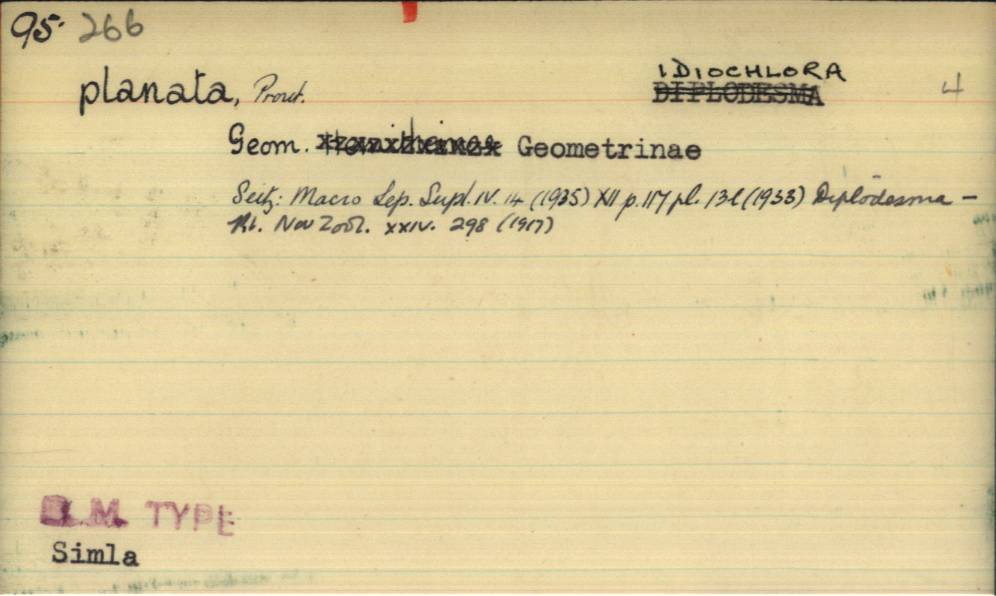 95. 266
IDIOCHLORA
planata, Prout. DIPLODESMA 4
Geom. Geometrinae
Seitz: Macro Lep. Supl. IV. 14 (1935) XII p. 117 pl. 13l (1933) Diplodesma –
Nov Zool. xxiv. 298 (1917)
B.M. TYPE
Simla